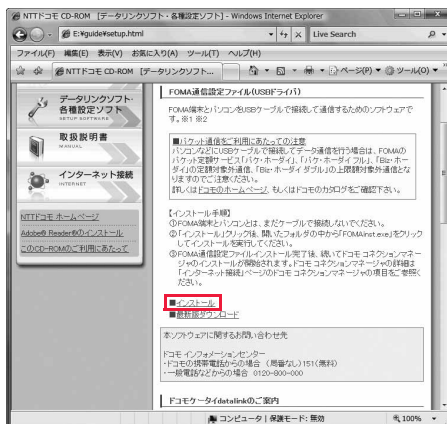 NTTドコモ CD-ROM [データリンクソフト・各種設定ソフト] - Windows Internet Explorer
E:¥guide¥setup.html
Live Search
ファイル(F) 編集(E) 表示(V) お気に入り(A) ツール(T) ヘルプ(H)
NTTドコモ CD-ROM [データリンクソフ...
ページ(P) ツール(O)
データリンクソフト・
各種設定ソフト
SETUP SOFTWARE
取扱説明書
MANUAL
インターネット接続
INTERNET
NTTドコモ ホームページ
Adobe® Reader®のインストール
このCD-ROMのご利用にあたって
FOMA通信設定ファイル(USBドライバ)
FOMA端末とパソコンをUSBケーブルで接続して通信するためのソフトウェアで
す。※1 ※2
■パケット通信をご利用にあたっての注意
パソコンなどにUSBケーブルで接続してデータ通信を行う場合は、FOMAの
パケット定額サービス「パケ・ホーダイ」、「パケ・ホーダイフル」、「Biz・ホー
ダイ」の定額対象外通信、「Biz・ホーダイ ダブル」の上限額対象外通信とな
りますのでご注意ください。
詳しくはドコモのホームページ、もしくはドコモのカタログをご確認下さい。
【インストール手順】
①FOMA端末とパソコンとは、まだケーブルで接続しないでください。
②「インストール」クリック後、開いたフォルダの中から「FOMAinst.exe」をクリック
してインストールを実行してください。
③FOMA通信設定ファイルインストール完了後、続いてドコモ コネクションマネー
ジャのインストールが開始されます。ドコモ コネクションマネージャの詳細は
「インターネット接続」ページのドコモ コネクションマネージャの項目をご参照く
ださい。
■インストール
■最新版ダウンロード
本ソフトウェアに関するお問い合わせ先
ドコモ インフォメーションセンター
・ドコモの携帯電話からの場合 (局番なし)151(無料)
・一般電話などからの場合 0120-800-000
ドコモケータイdatalinkのご案内
コンピュータ | 保護モード: 無効
100%